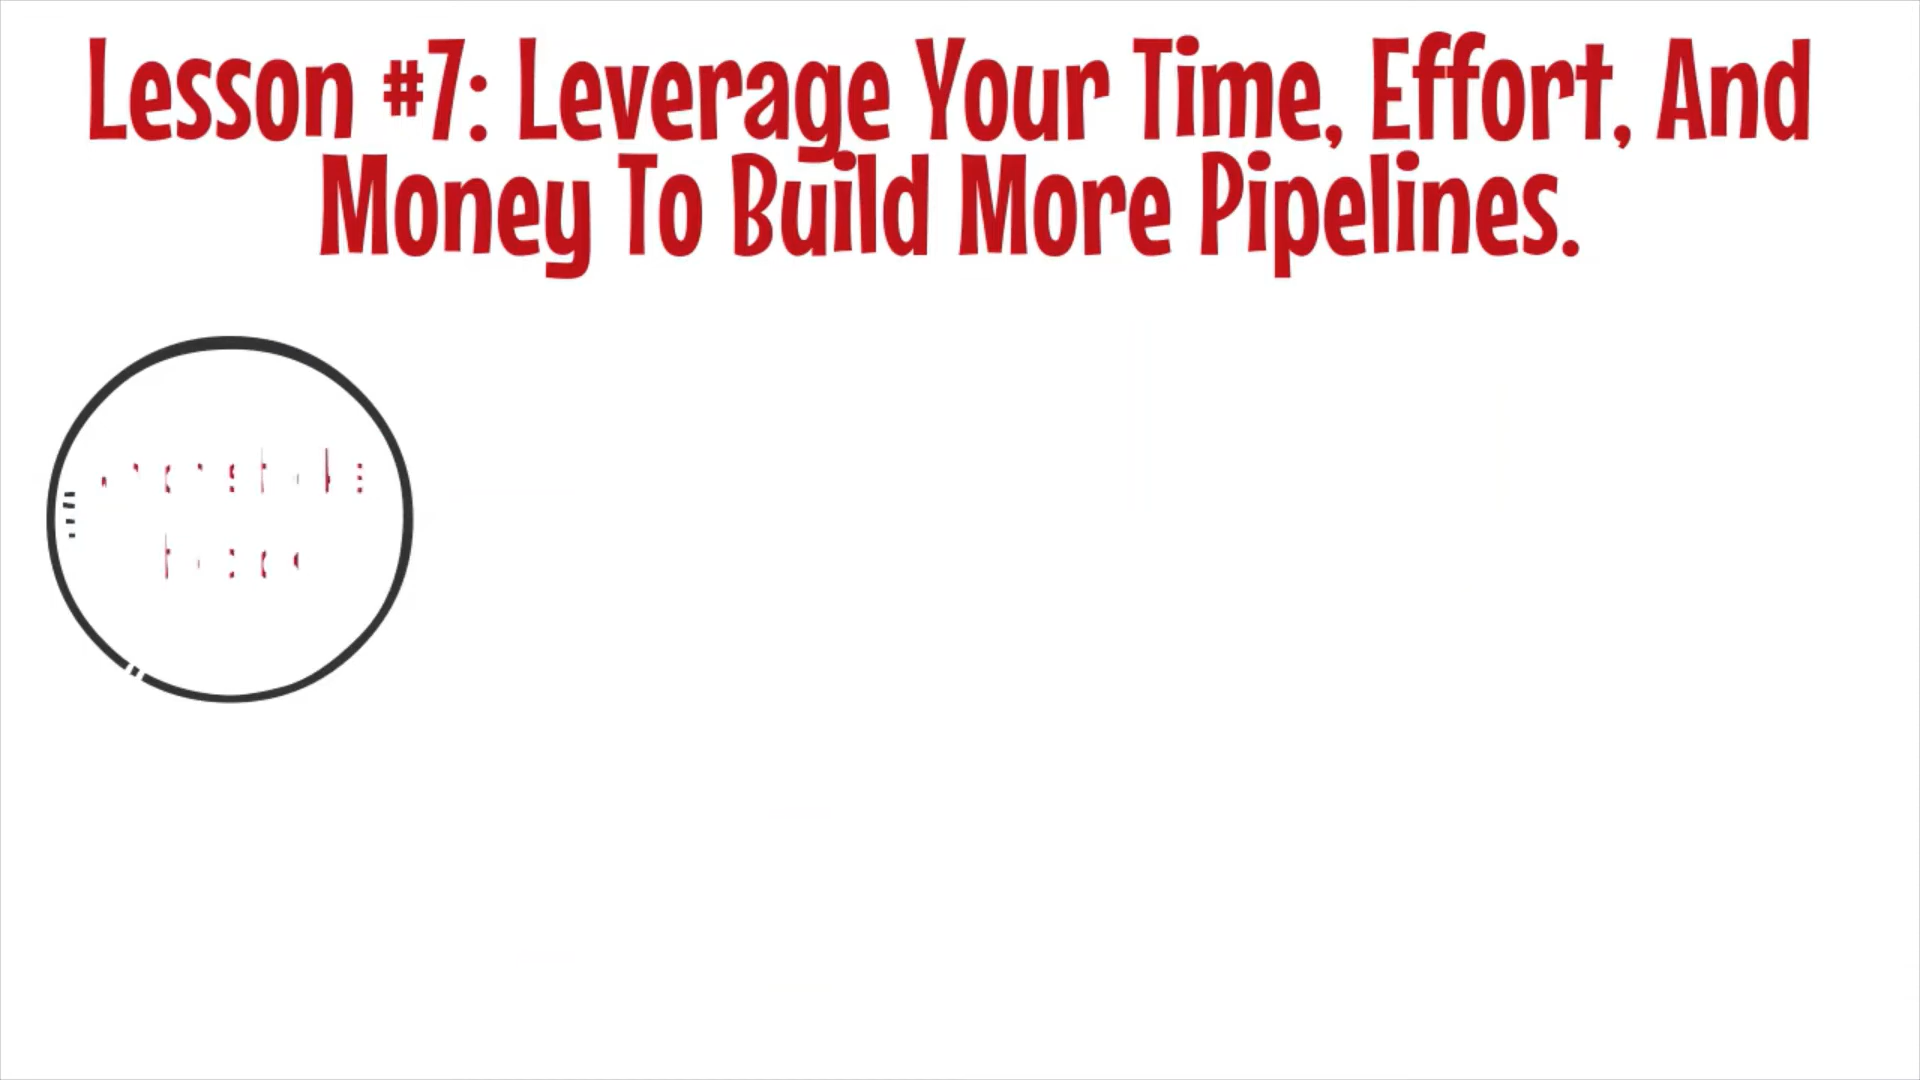 Lesson #7: Leverage Your Time, Effort, And
Money To Build More Pipelines.